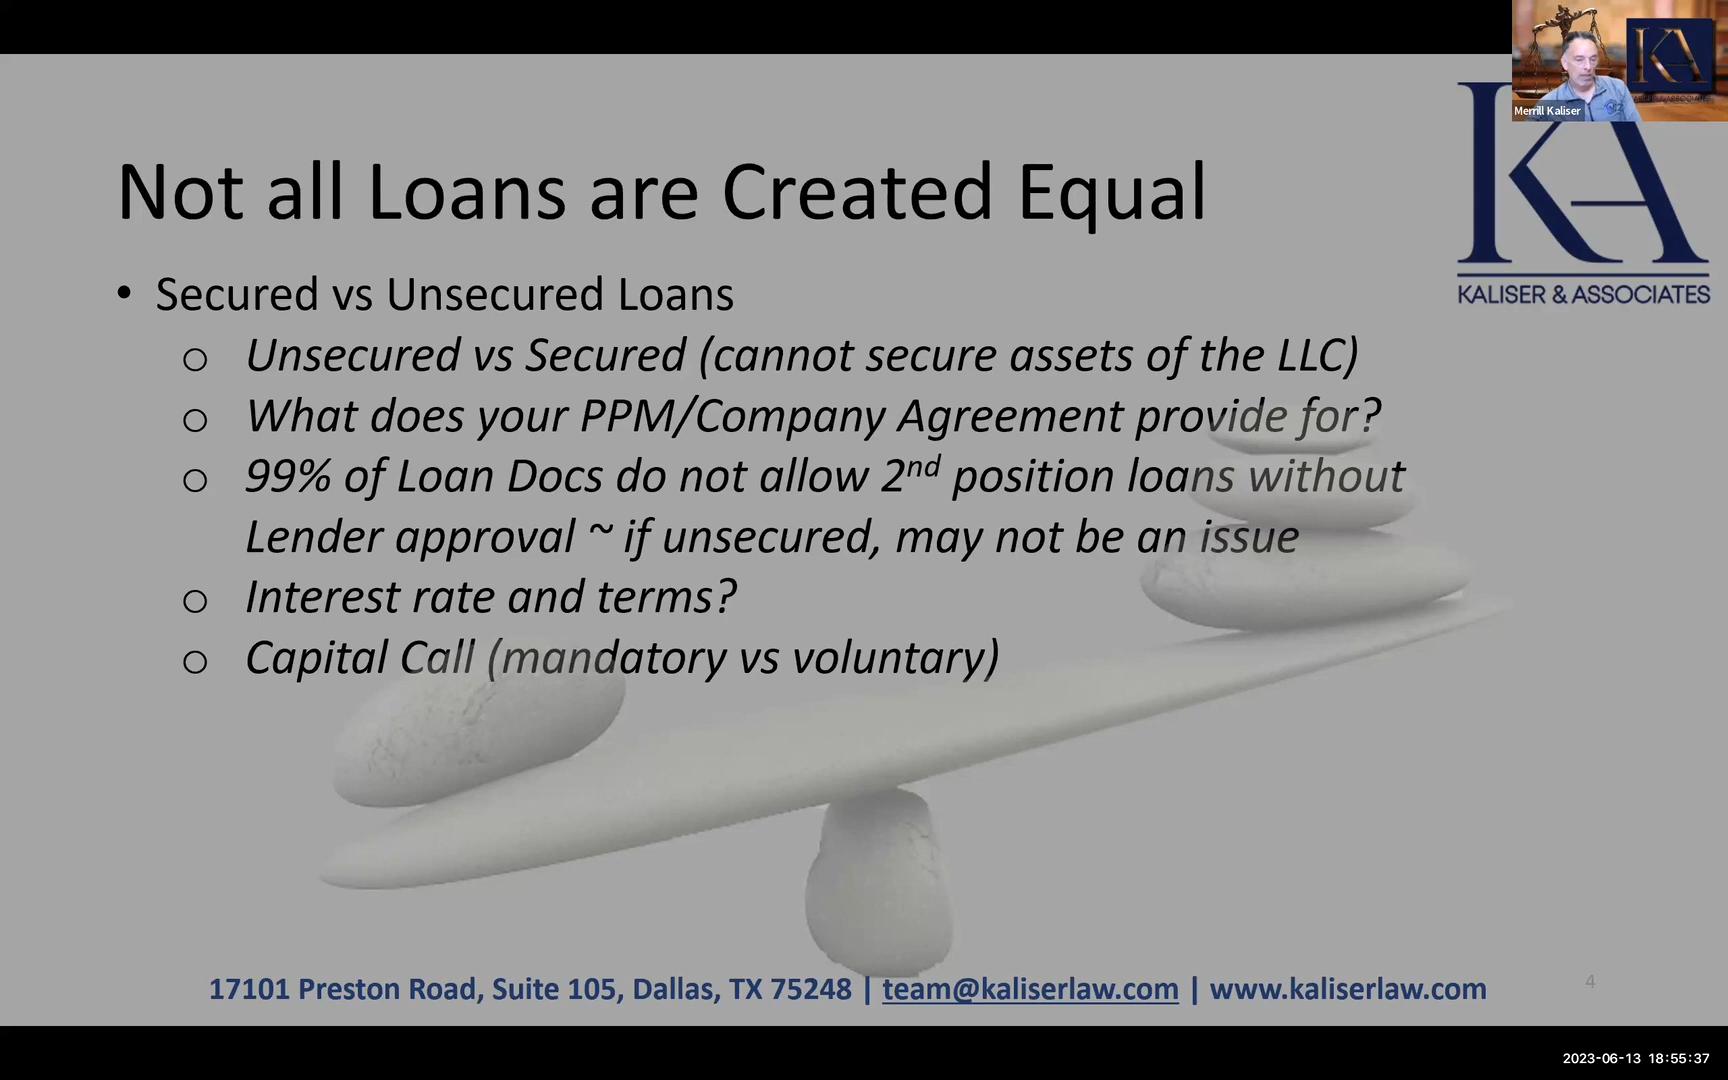 KA
Merrill Kaliser
Not all Loans are Created Equal
KA
KALISER & ASSOCIATES
• Secured vs Unsecured Loans
o Unsecured vs Secured (cannot secure assets of the LLC)
o What does your PPM/Company Agreement provide for?
o 99% of Loan Docs do not allow 2nd position loans without
Lender approval ~ if unsecured, may not be an issue
o Interest rate and terms?
o Capital Call (mandatory vs voluntary)
17101 Preston Road, Suite 105, Dallas, TX 75248 | team@kaliserlaw.com | www.kaliserlaw.com
4
2023-06-13 18:55:37